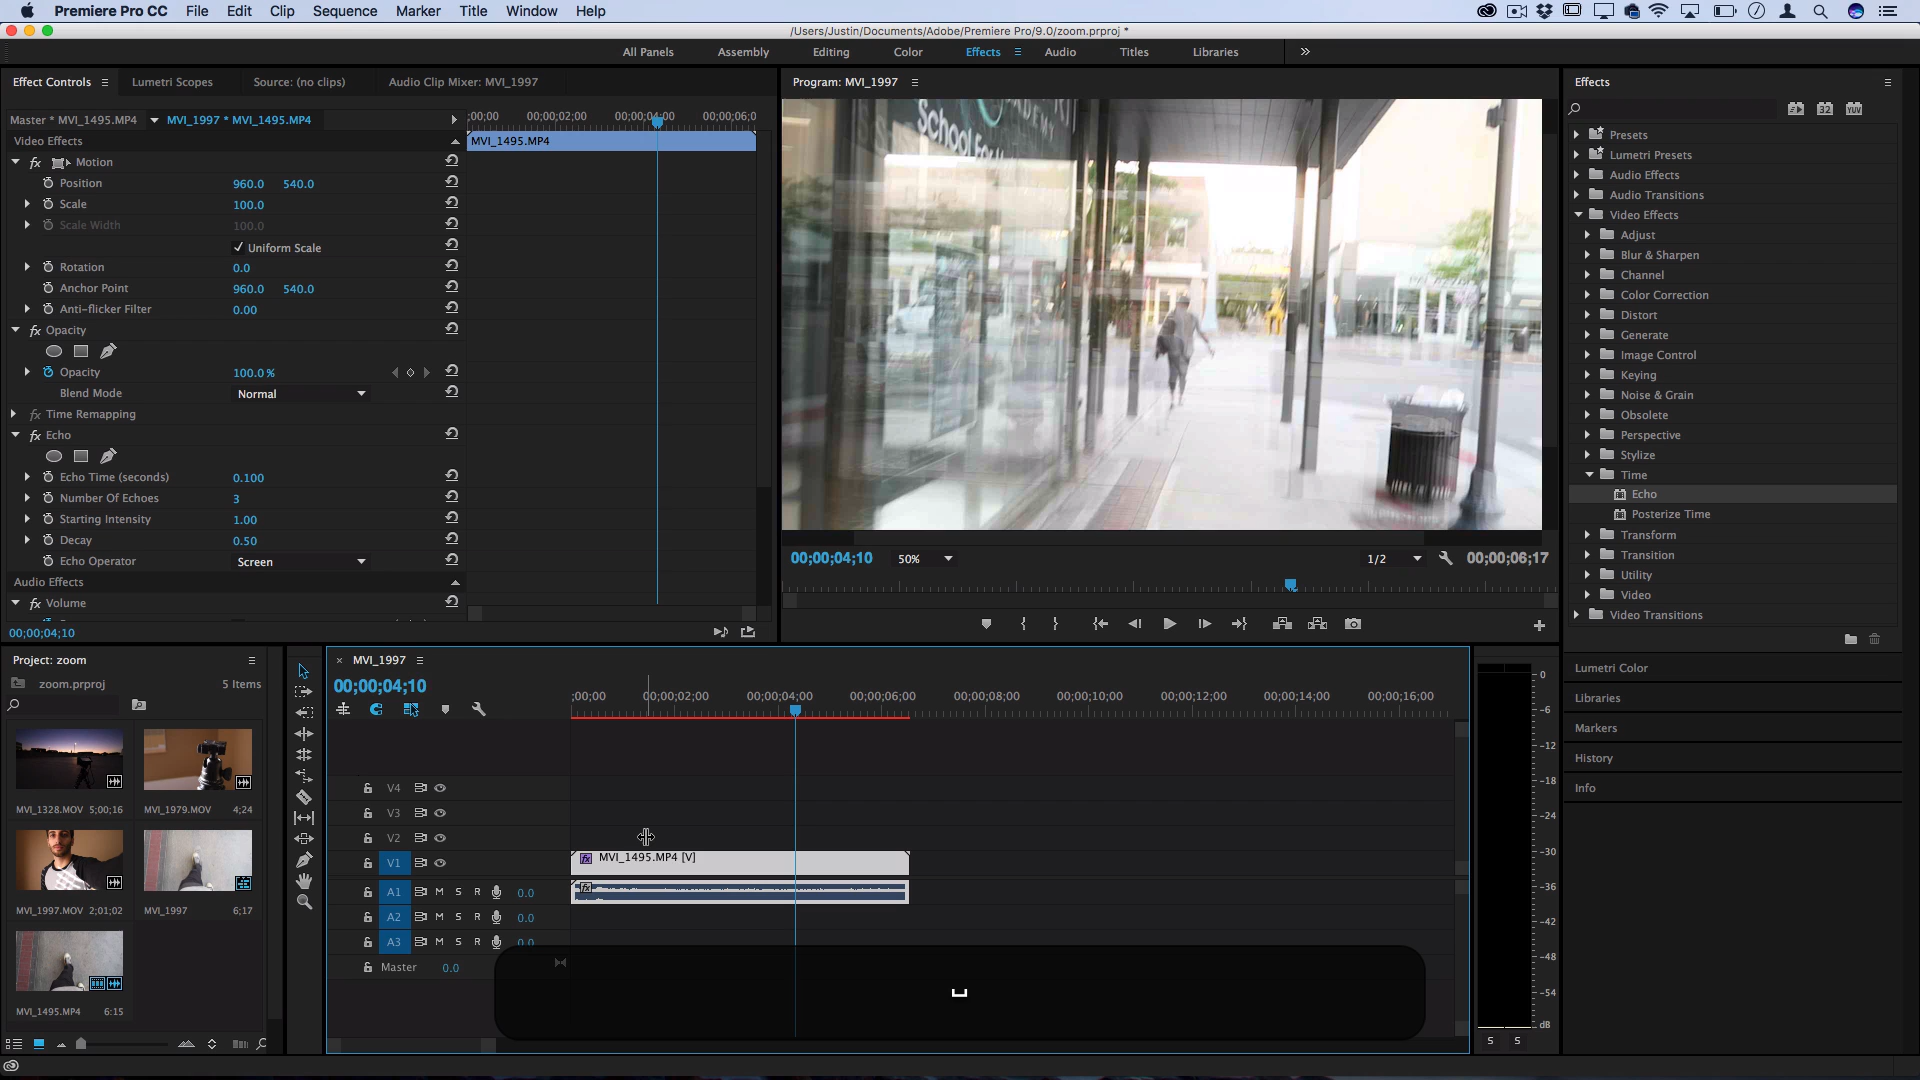 Premiere Pro CC File Edit Clip Sequence Marker Title Window Help
/Users/Justin/Documents/Adobe/Premiere Pro/9.0/zoom.prproj *
All Panels Assembly Editing Color Effects Audio Titles Libraries
Effect Controls Lumetri Scopes Source: (no clips) Audio Clip Mixer: MVI_1997
Master * MVI_1495.MP4 MVI_1997 * MVI_1495.MP4
;00;00 00;00;02;00 00;00;04;00 00;00;06;0
Video Effects
MVI_1495.MP4
fx Motion
Position 960.0 540.0
Scale 100.0
Scale Width 100.0
Uniform Scale
Rotation 0.0
Anchor Point 960.0 540.0
Anti-flicker Filter 0.00
fx Opacity
Opacity 100.0 %
Blend Mode Normal
fx Time Remapping
fx Echo
Echo Time (seconds) 0.100
Number Of Echoes 3
Starting Intensity 1.00
Decay 0.50
Echo Operator Screen
Audio Effects
fx Volume
00;00;04;10
Program: MVI_1997
00;00;04;10 50% 1/2 00;00;06;17
Effects
32 YUV
Presets
Lumetri Presets
Audio Effects
Audio Transitions
Video Effects
Adjust
Blur & Sharpen
Channel
Color Correction
Distort
Generate
Image Control
Keying
Noise & Grain
Obsolete
Perspective
Stylize
Time
Echo
Posterize Time
Transform
Transition
Utility
Video
Video Transitions
Lumetri Color
Libraries
Markers
History
Info
Project: zoom
zoom.prproj 5 Items
MVI_1328.MOV 5;00;16 MVI_1979.MOV 4;24
MVI_1997.MOV 2;01;02 MVI_1997 6;17
MVI_1495.MP4 6:15
× MVI_1997
00;00;04;10
;00;00 00;00;02;00 00;00;04;00 00;00;06;00 00;00;08;00 00;00;10;00 00;00;12;00 00;00;14;00 00;00;16;00
V4
V3
V2
V1
fx MVI_1495.MP4 [V]
A1 M S R 0.0
fx
A2 M S R 0.0
A3 M S R 0.0
Master 0.0
0
-6
-12
-18
-24
-30
-36
-42
-48
-54
dB
S S